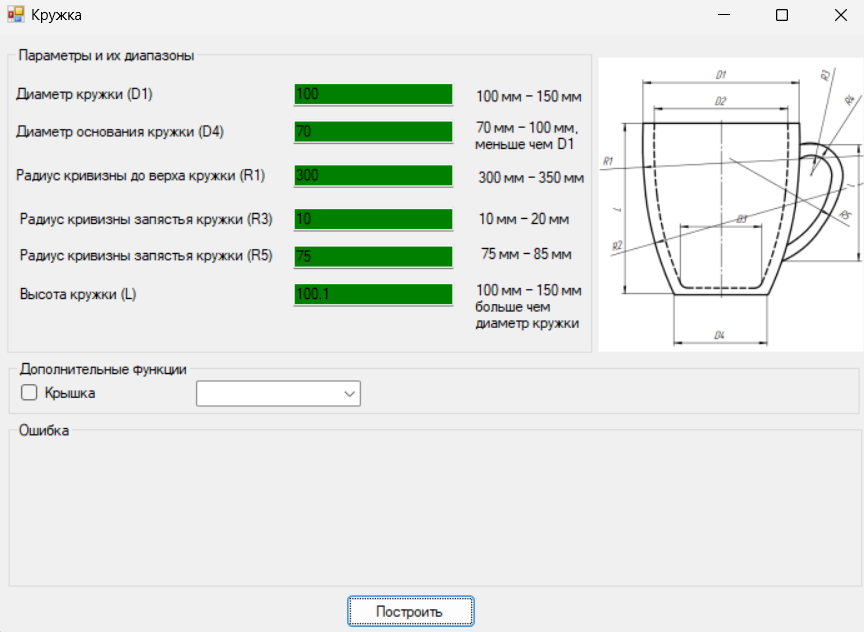 Кружка
Параметры и их диапазоны
Диаметр кружки (D1)
100
100 мм – 150 мм
Диаметр основания кружки (D4)
70
70 мм – 100 мм,
меньше чем D1
Радиус кривизны до верха кружки (R1)
300
300 мм – 350 мм
Радиус кривизны запястья кружки (R3)
10
10 мм – 20 мм
Радиус кривизны запястья кружки (R5)
75
75 мм – 85 мм
Высота кружки (L)
100.1
100 мм – 150 мм
больше чем
диаметр кружки
D1
D2
R3
R4
R1
L
L
D3
R5
R2
D4
Дополнительные функции
Крышка
Ошибка
Построить